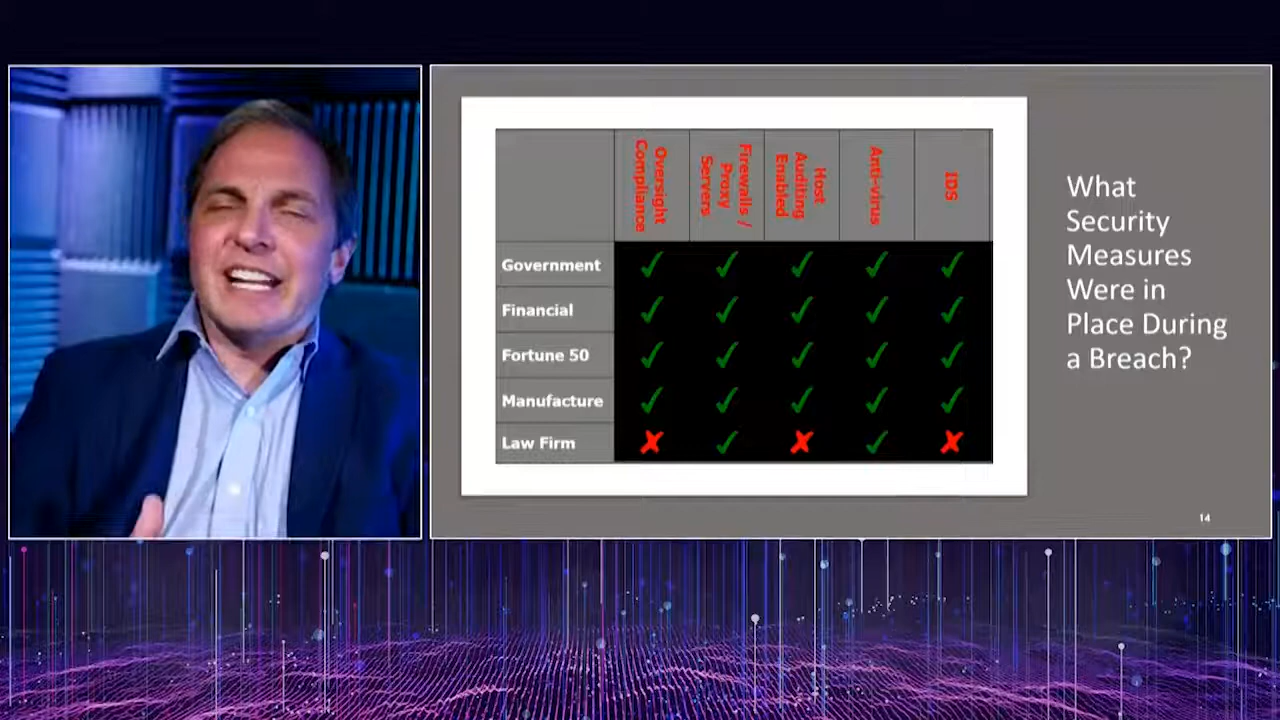 Oversight
Compliance
Firewalls /
Proxy
Servers
Host
Auditing
Enabled
Anti-virus
IDS
Government
Financial
Fortune 50
Manufacture
Law Firm
What
Security
Measures
Were in
Place During
a Breach?
14